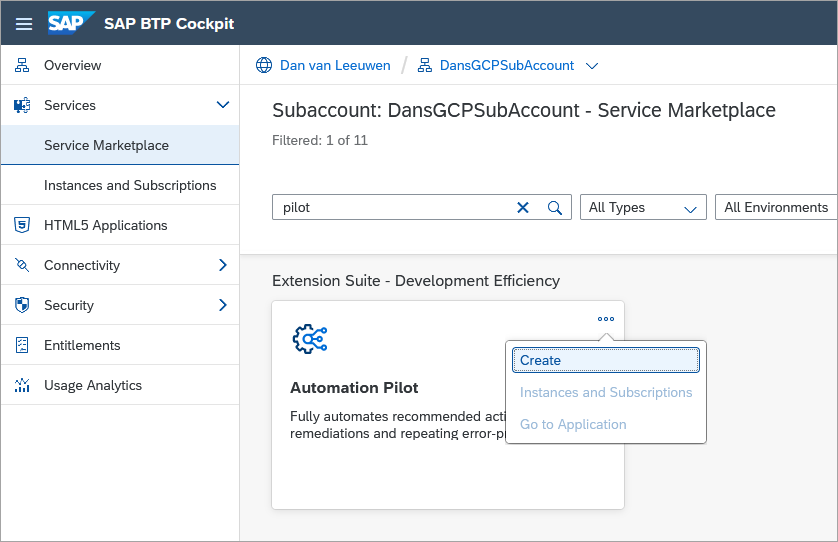 SAP SAP BTP Cockpit
Overview
Services
Service Marketplace
Instances and Subscriptions
HTML5 Applications
Connectivity
Security
Entitlements
Usage Analytics
Dan van Leeuwen / DansGCPSubAccount
Subaccount: DansGCPSubAccount - Service Marketplace
Filtered: 1 of 11
pilot All Types All Environments
Extension Suite - Development Efficiency
Automation Pilot
Fully automates recommended acti
remediations and repeating error-p
Create
Instances and Subscriptions
Go to Application